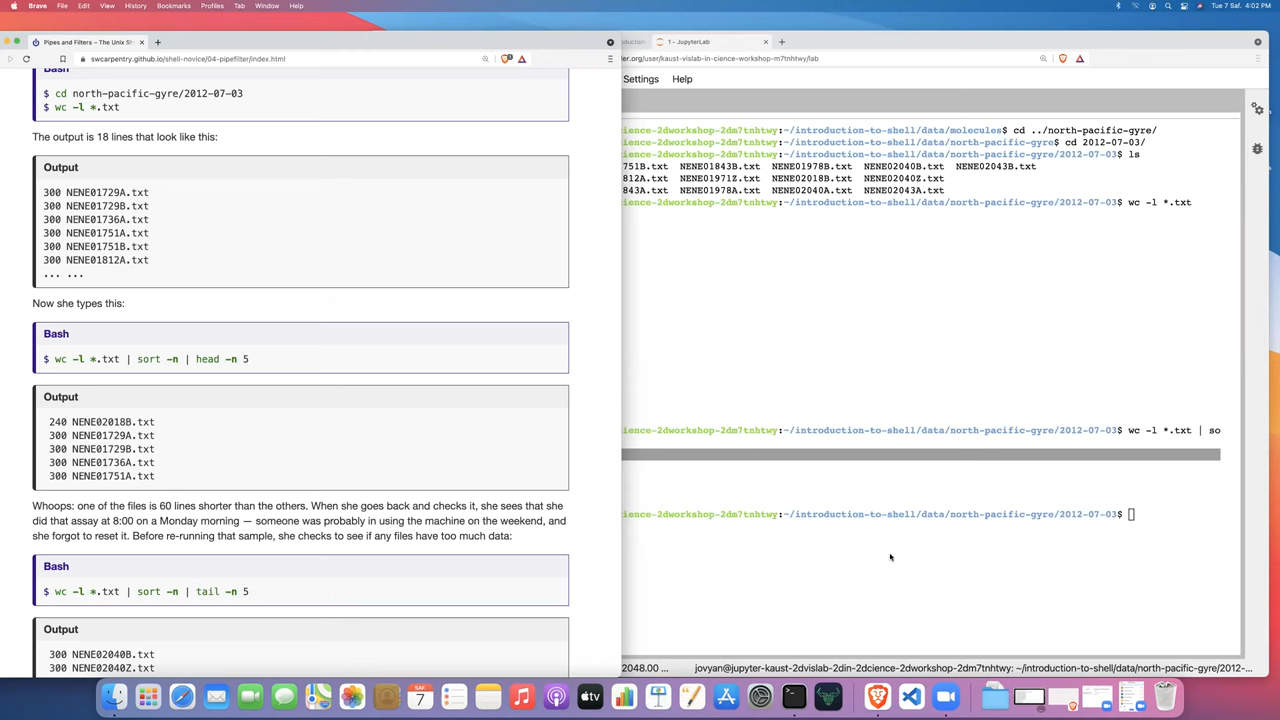 Brave File Edit View History Bookmarks Profiles Tab Window Help
Tue 7 Saf. 4:02 PM
Pipes and Filters – The Unix Sh
swcarpentry.github.io/shell-novice/04-pipefilter/index.html
Bash
$ cd north-pacific-gyre/2012-07-03
$ wc -l *.txt
The output is 18 lines that look like this:
Output
300 NENE01729A.txt
300 NENE01729B.txt
300 NENE01736A.txt
300 NENE01751A.txt
300 NENE01751B.txt
300 NENE01812A.txt
... ...
Now she types this:
Bash
$ wc -l *.txt | sort -n | head -n 5
Output
240 NENE02018B.txt
300 NENE01729A.txt
300 NENE01729B.txt
300 NENE01736A.txt
300 NENE01751A.txt
Whoops: one of the files is 60 lines shorter than the others. When she goes back and checks it, she sees that she
did that assay at 8:00 on a Monday morning — someone was probably in using the machine on the weekend, and
she forgot to reset it. Before re-running that sample, she checks to see if any files have too much data:
Bash
$ wc -l *.txt | sort -n | tail -n 5
Output
300 NENE02040B.txt
300 NENE02040Z.txt
1 - JupyterLab
ler.org/user/kaust-vislab-in-cience-workshop-m7tnhtwy/lab
Settings Help
ience-2dworkshop-2dm7tnhtwy:~/introduction-to-shell/data/molecules$ cd ../north-pacific-gyre/
ience-2dworkshop-2dm7tnhtwy:~/introduction-to-shell/data/north-pacific-gyre$ cd 2012-07-03/
ience-2dworkshop-2dm7tnhtwy:~/introduction-to-shell/data/north-pacific-gyre/2012-07-03$ ls
751B.txt NENE01843B.txt NENE01978B.txt NENE02040B.txt NENE02043B.txt
812A.txt NENE01971Z.txt NENE02018B.txt NENE02040Z.txt
843A.txt NENE01978A.txt NENE02040A.txt NENE02043A.txt
ience-2dworkshop-2dm7tnhtwy:~/introduction-to-shell/data/north-pacific-gyre/2012-07-03$ wc -l *.txt
ience-2dworkshop-2dm7tnhtwy:~/introduction-to-shell/data/north-pacific-gyre/2012-07-03$ wc -l *.txt | so
ience-2dworkshop-2dm7tnhtwy:~/introduction-to-shell/data/north-pacific-gyre/2012-07-03$
2048.00 ... jovyan@jupyter-kaust-2dvislab-2din-2dcience-2dworkshop-2dm7tnhtwy: ~/introduction-to-shell/data/north-pacific-gyre/2012-...
SAF.
7
tv